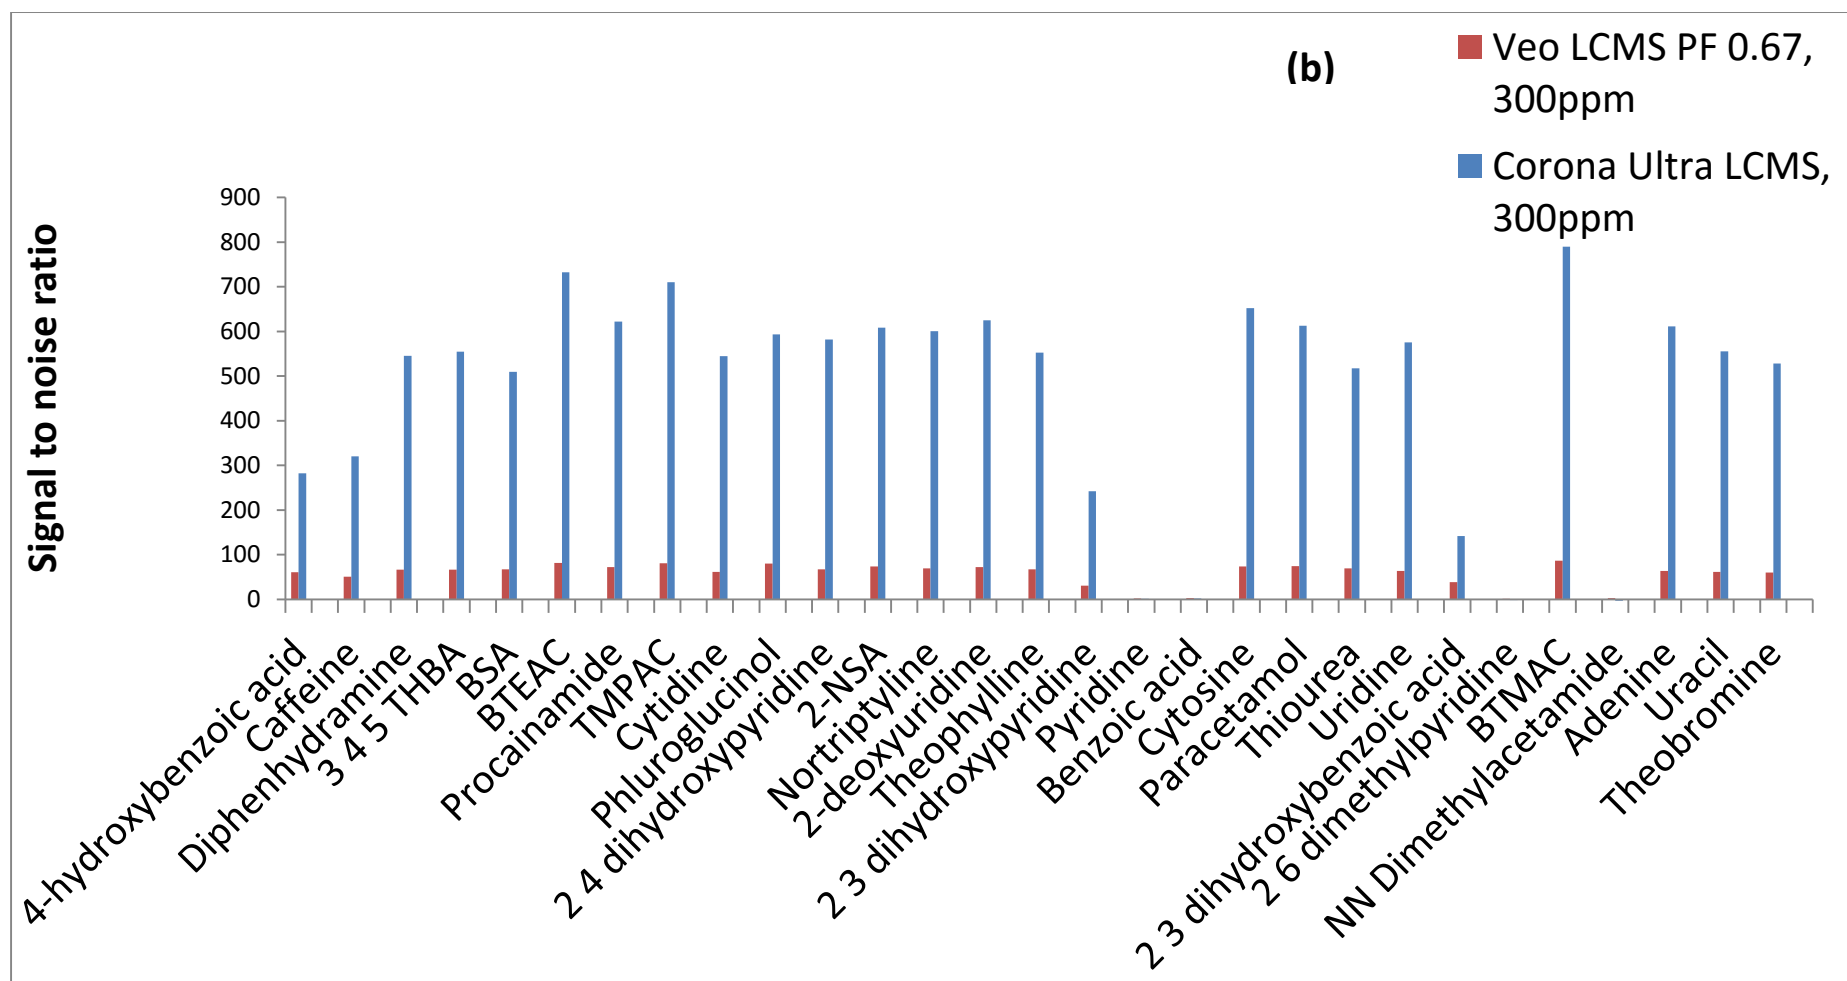 (b)
Veo LCMS PF 0.67,
300ppm
Corona Ultra LCMS,
300ppm
Signal to noise ratio
900
800
700
600
500
400
300
200
100
0
4-hydroxybenzoic acid
Caffeine
Diphenhydramine
3 4 5 THBA
BSA
BTEAC
Procainamide
TMPAC
Cytidine
Phluroglucinol
2 4 dihydroxypyridine
2-NSA
Nortriptyline
2-deoxyuridine
Theophylline
2 3 dihydroxypyridine
Pyridine
Benzoic acid
Cytosine
Paracetamol
Thiourea
Uridine
2 3 dihydroxybenzoic acid
2 6 dimethylpyridine
BTMAC
NN Dimethylacetamide
Adenine
Uracil
Theobromine